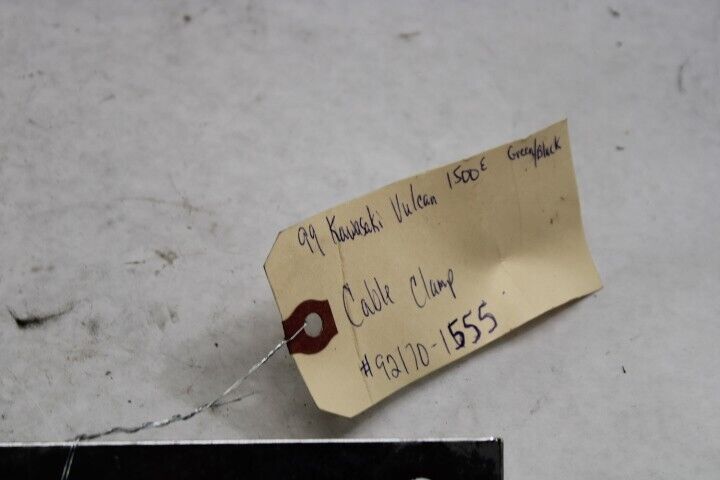 99 Kawasaki Vulcan 1500E Green/Black
Cable Clamp
#92170-1555